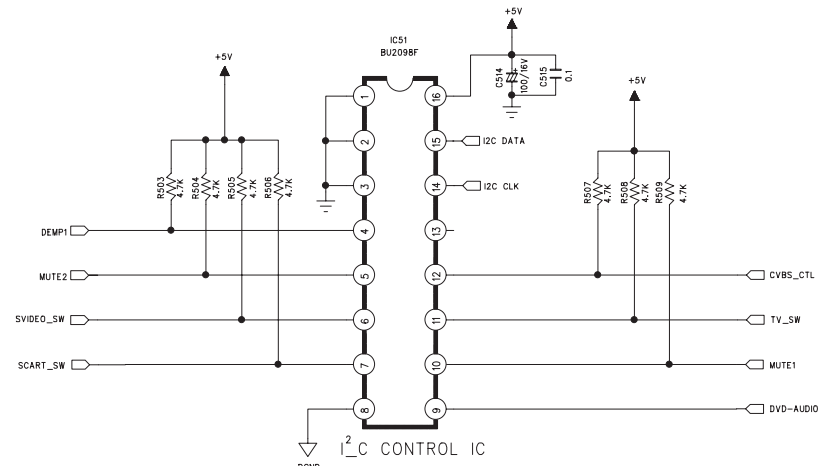 +5V
IC51
BU2098F
+5V
C514
100/16V
+
C515
0.1
+5V
1
16
2
15
I2C DATA
3
14
I2C CLK
R503
4.7K
R504
4.7K
R505
4.7K
R506
4.7K
R507
4.7K
R508
4.7K
R509
4.7K
DEMP1
4
13
MUTE2
5
12
CVBS_CTL
SVIDEO_SW
6
11
TV_SW
SCART_SW
7
10
MUTE1
8
9
DVD-AUDIO
I2_C CONTROL IC